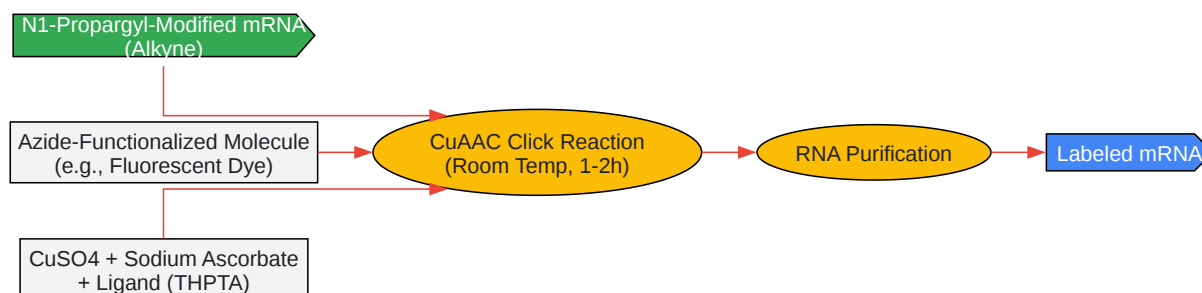 N1-Propargyl-Modified mRNA
(Alkyne)
Azide-Functionalized Molecule
(e.g., Fluorescent Dye)
CuSO4 + Sodium Ascorbate
+ Ligand (THPTA)
CuAAC Click Reaction
(Room Temp, 1-2h)
RNA Purification
Labeled mRNA